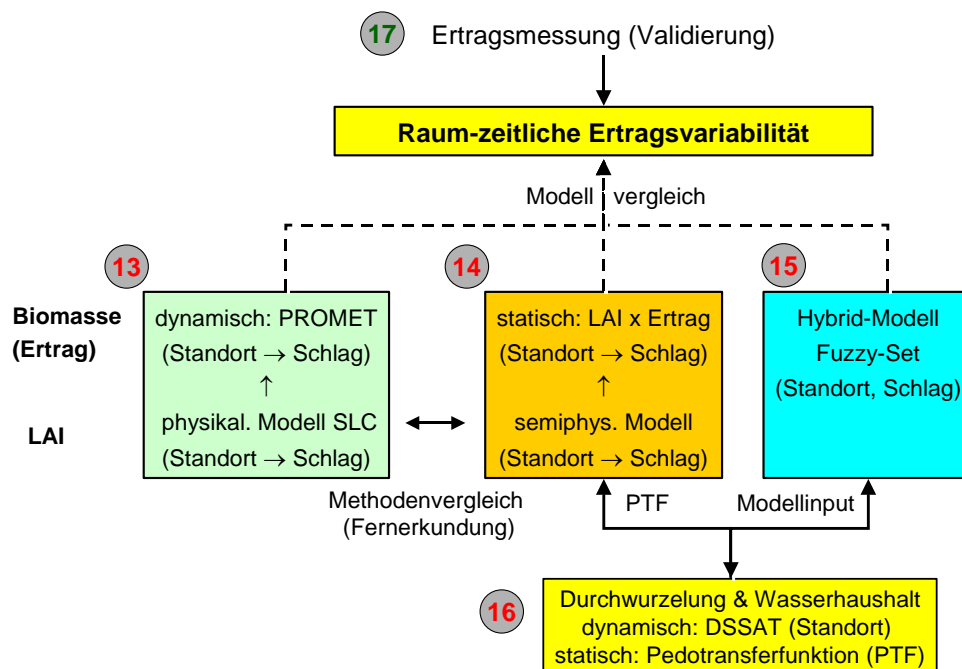 17 Ertragsmessung (Validierung)
Raum-zeitliche Ertragsvariabilität
Modell vergleich
13
14
15
Biomasse
(Ertrag)
LAI
dynamisch: PROMET
(Standort → Schlag)
↑
physikal. Modell SLC
(Standort → Schlag)
statisch: LAI x Ertrag
(Standort → Schlag)
↑
semiphys. Modell
(Standort → Schlag)
Hybrid-Modell
Fuzzy-Set
(Standort, Schlag)
Methodenvergleich
(Fernerkundung)
PTF
Modellinput
16
Durchwurzelung & Wasserhaushalt
dynamisch: DSSAT (Standort)
statisch: Pedotransferfunktion (PTF)